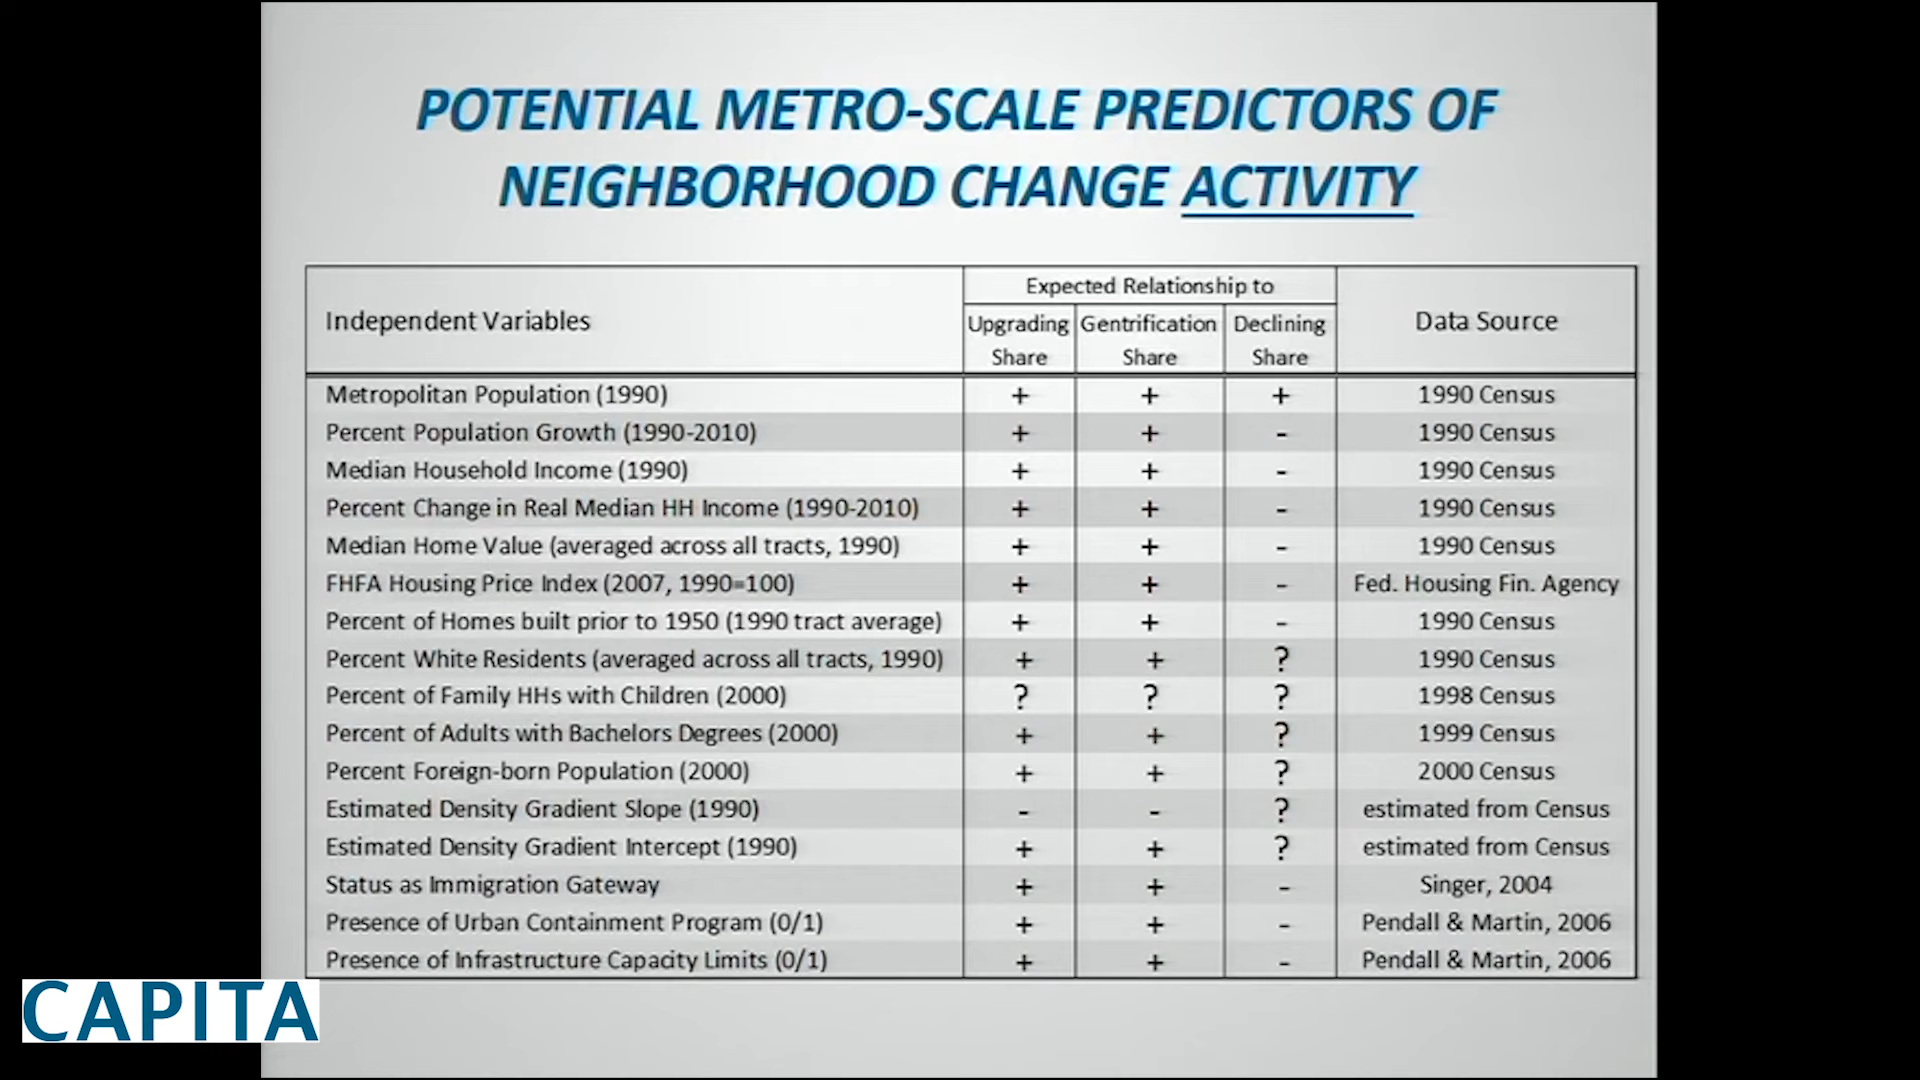 POTENTIAL METRO-SCALE PREDICTORS OF
NEIGHBORHOOD CHANGE ACTIVITY
Independent Variables
Expected Relationship to
Upgrading Share
Gentrification Share
Declining Share
Data Source
Metropolitan Population (1990) + + + 1990 Census
Percent Population Growth (1990-2010) + + - 1990 Census
Median Household Income (1990) + + - 1990 Census
Percent Change in Real Median HH Income (1990-2010) + + - 1990 Census
Median Home Value (averaged across all tracts, 1990) + + - 1990 Census
FHFA Housing Price Index (2007, 1990=100) + + - Fed. Housing Fin. Agency
Percent of Homes built prior to 1950 (1990 tract average) + + - 1990 Census
Percent White Residents (averaged across all tracts, 1990) + + ? 1990 Census
Percent of Family HHs with Children (2000) ? ? ? 1998 Census
Percent of Adults with Bachelors Degrees (2000) + + ? 1999 Census
Percent Foreign-born Population (2000) + + ? 2000 Census
Estimated Density Gradient Slope (1990) - - ? estimated from Census
Estimated Density Gradient Intercept (1990) + + ? estimated from Census
Status as Immigration Gateway + + - Singer, 2004
Presence of Urban Containment Program (0/1) + + - Pendall & Martin, 2006
Presence of Infrastructure Capacity Limits (0/1) + + - Pendall & Martin, 2006
CAPITA